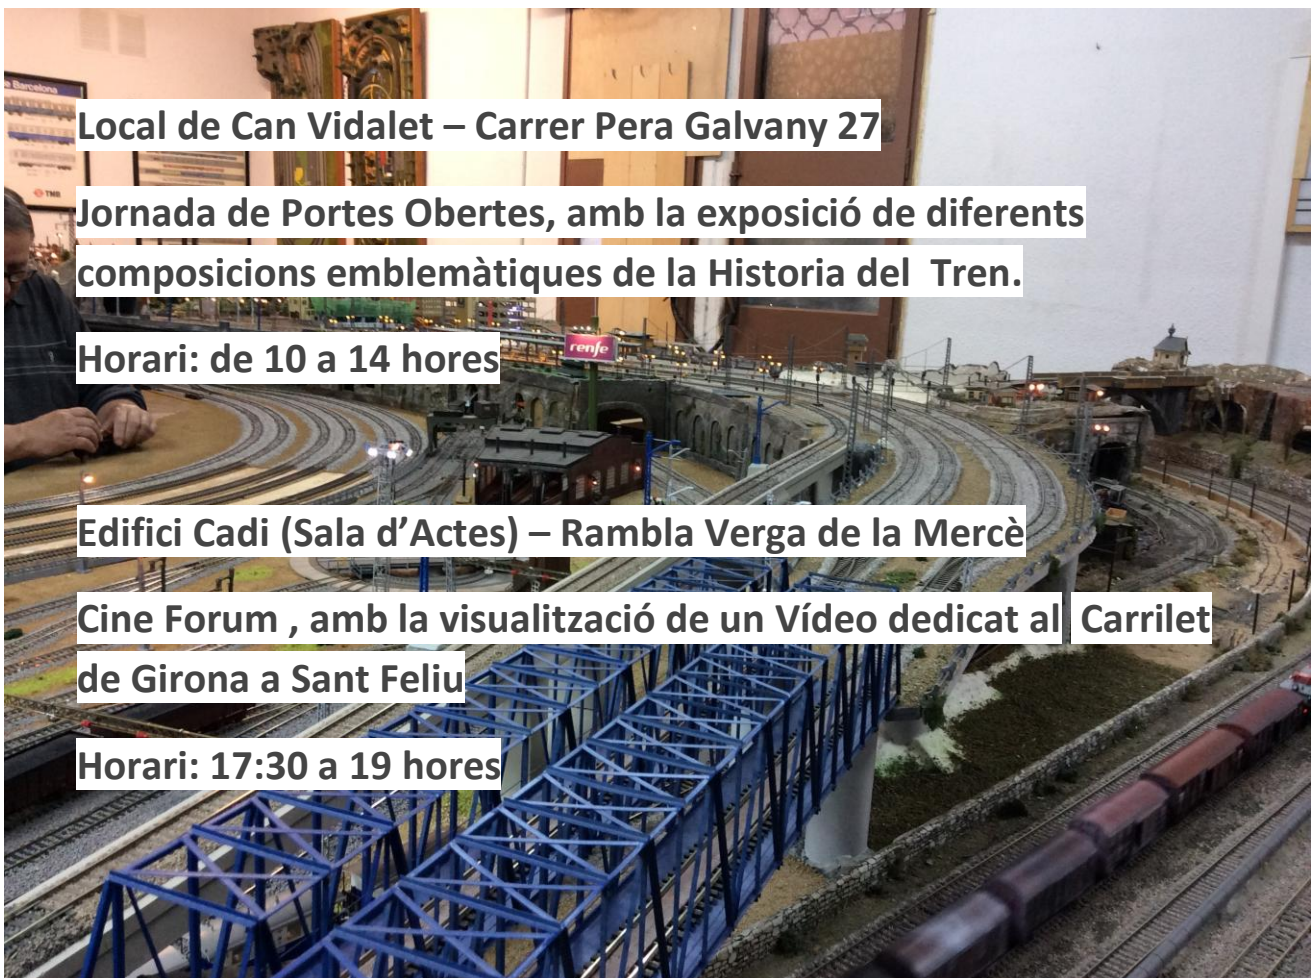 e Barcelona
TMB
Local de Can Vidalet – Carrer Pera Galvany 27
Jornada de Portes Obertes, amb la exposició de diferents
composicions emblemàtiques de la Historia del  Tren.
renfe
Horari: de 10 a 14 hores
Edifici Cadi (Sala d’Actes) – Rambla Verga de la Mercè
Cine Forum , amb la visualització de un Vídeo dedicat al  Carrilet
de Girona a Sant Feliu
Horari: 17:30 a 19 hores